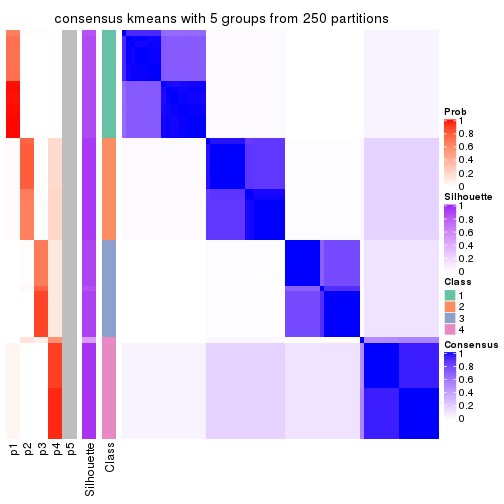 consensus kmeans with 5 groups from 250 partitions
Prob
1
0.8
0.6
0.4
0.2
0
Silhouette
1
0.8
0.6
0.4
0.2
0
Class
1
2
3
4
Consensus
1
0.8
0.6
0.4
0.2
0
p1
p2
p3
p4
p5
Silhouette
Class